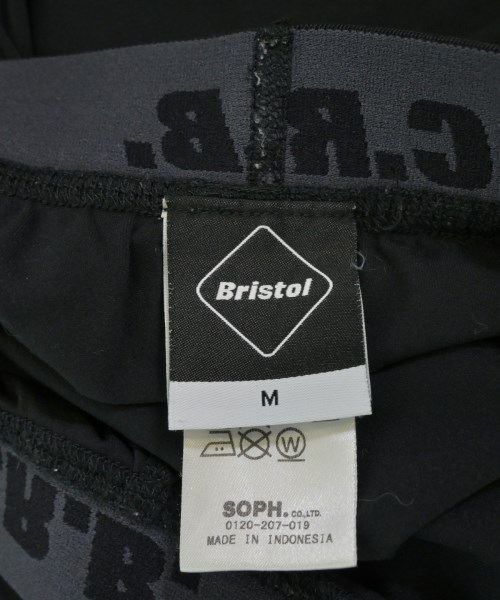 C.R.B.
Bristol
M
W
SOPH. CO.,LTD.
0120-207-019
MADE IN INDONESIA
.R.B.